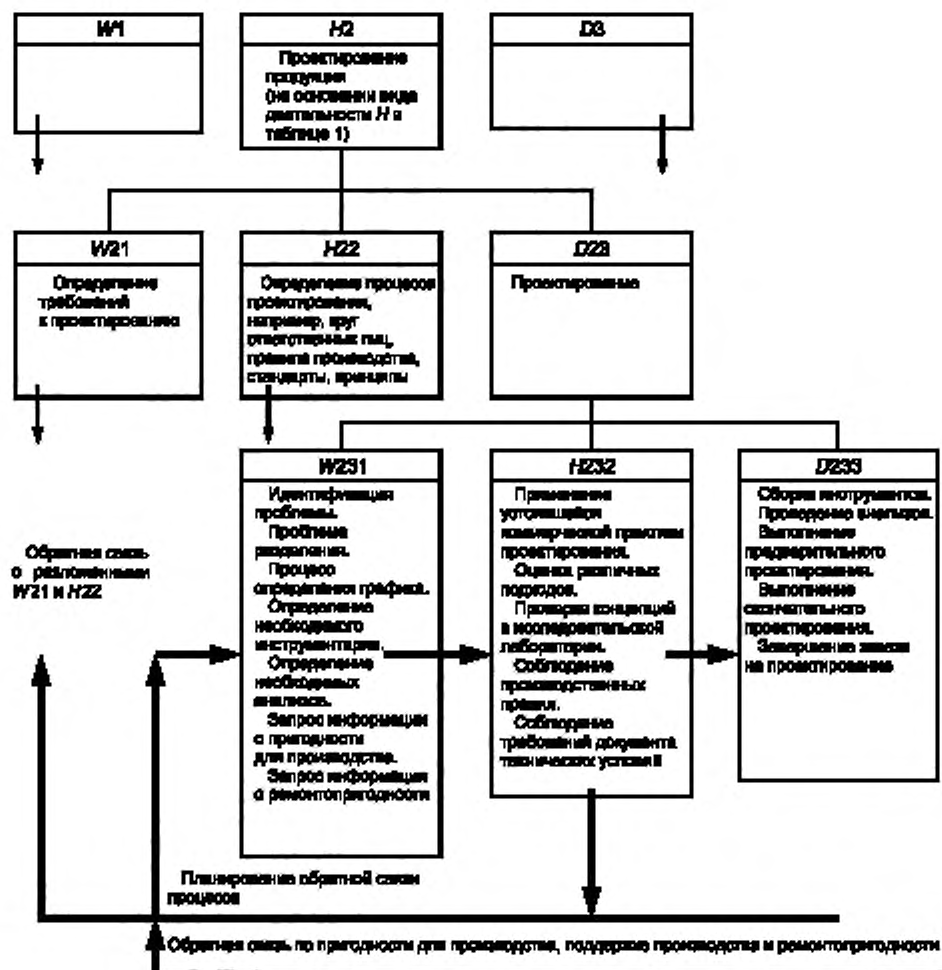 W1
H2
D3
Проектирование
продукции
(на основании вида
деятельности H в
таблице 1)
W21
H22
D23
Определение
требований
к проектированию
Определение процесса
проектирования,
например, круг
ответственных лиц,
правила производства,
стандарты, принципы
Проектирование
W231
H232
D233
Идентификация
проблемы.
Проблема
разделения.
Процесс
определения графика.
Определение
необходимого
инструментария.
Определение
необходимых
анализов.
Запрос информации
о пригодности
для производства.
Запрос информации
о ремонтопригодности
Применение
устоявшейся
коммерческой практики
проектирования.
Оценка различных
подходов.
Проверка концепций
в исследовательской
лаборатории.
Соблюдение
производственных
правил.
Соблюдение
требований документа
технических условий
Сборка инструментов.
Проведение анализов.
Выполнение
предварительного
проектирования.
Выполнение
окончательного
проектирования.
Завершение заказа
на проектирование
Обратная связь
с разложенными
W21 и H22
Планирование обратной связи
процесса
Обратная связь по пригодности для производства, поддержке производства и ремонтопригодности